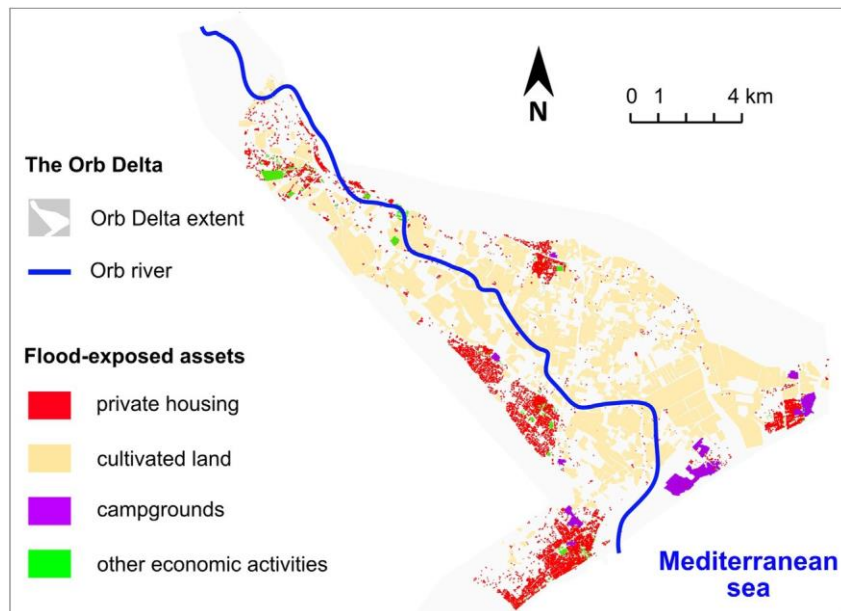 N
0 1 4 km
The Orb Delta
Orb Delta extent
Orb river
Flood-exposed assets
private housing
cultivated land
campgrounds
other economic activities
Mediterranean
sea